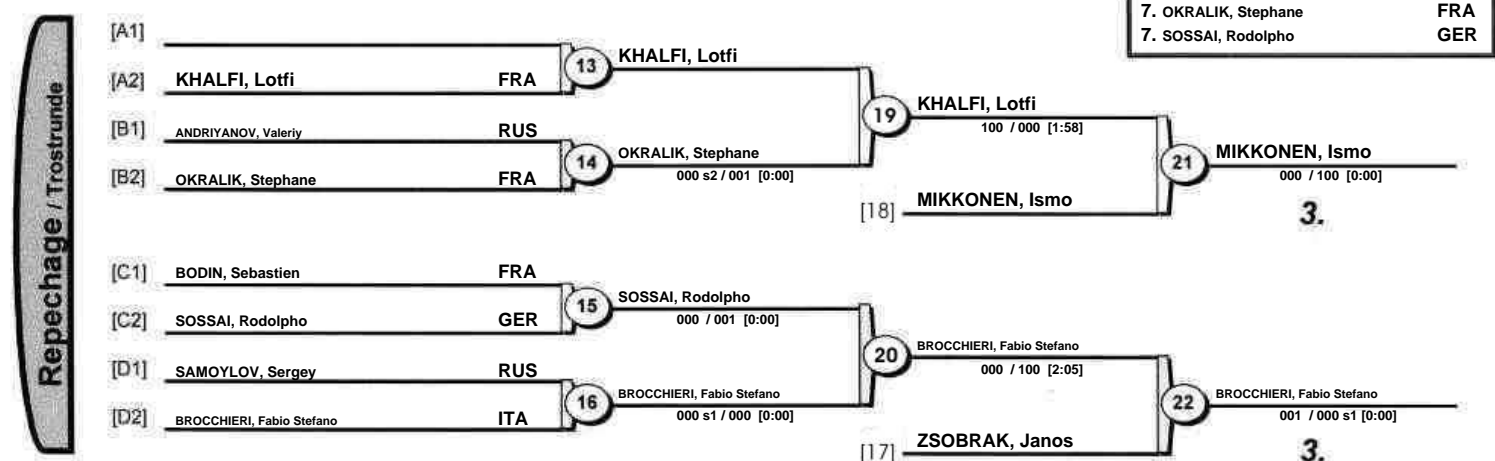 7. OKRALIK, Stephane FRA
7. SOSSAI, Rodolpho GER
Repechage / Trostrunde
[A1]
13 KHALFI, Lotfi
[A2] KHALFI, Lotfi FRA
19 KHALFI, Lotfi
100 / 000 [1:58]
[B1] ANDRIYANOV, Valeriy RUS
14 OKRALIK, Stephane
000 s2 / 001 [0:00]
[B2] OKRALIK, Stephane FRA
21 MIKKONEN, Ismo
000 / 100 [0:00]
[18] MIKKONEN, Ismo
3.
[C1] BODIN, Sebastien FRA
15 SOSSAI, Rodolpho
000 / 001 [0:00]
[C2] SOSSAI, Rodolpho GER
20 BROCCHIERI, Fabio Stefano
000 / 100 [2:05]
[D1] SAMOYLOV, Sergey RUS
16 BROCCHIERI, Fabio Stefano
000 s1 / 000 [0:00]
[D2] BROCCHIERI, Fabio Stefano ITA
22 BROCCHIERI, Fabio Stefano
001 / 000 s1 [0:00]
[17] ZSOBRAK, Janos
3.